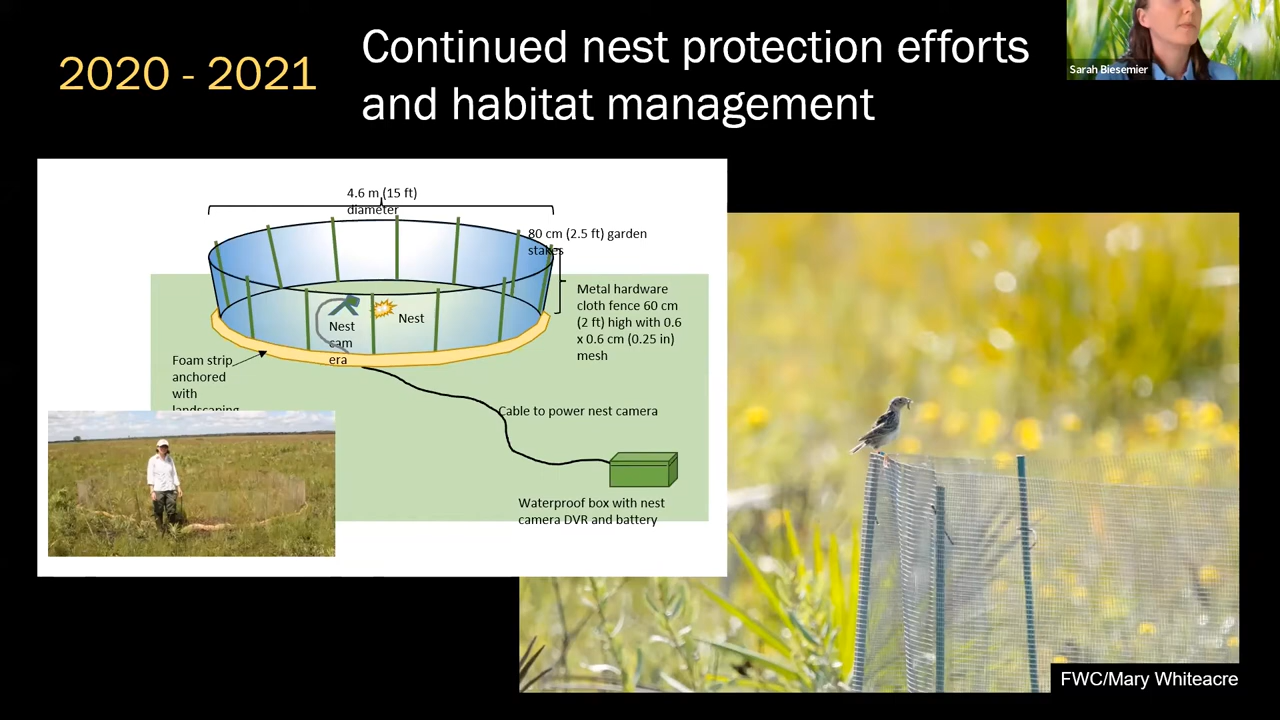 2020 - 2021
Continued nest protection efforts
and habitat management
Sarah Biesemier
4.6 m (15 ft)
diameter
80 cm (2.5 ft) garden
stakes
Metal hardware
cloth fence 60 cm
(2 ft) high with 0.6
x 0.6 cm (0.25 in)
mesh
Nest
Nest
cam
era
Foam strip
anchored
with
landscaping
Cable to power nest camera
Waterproof box with nest
camera DVR and battery
FWC/Mary Whiteacre